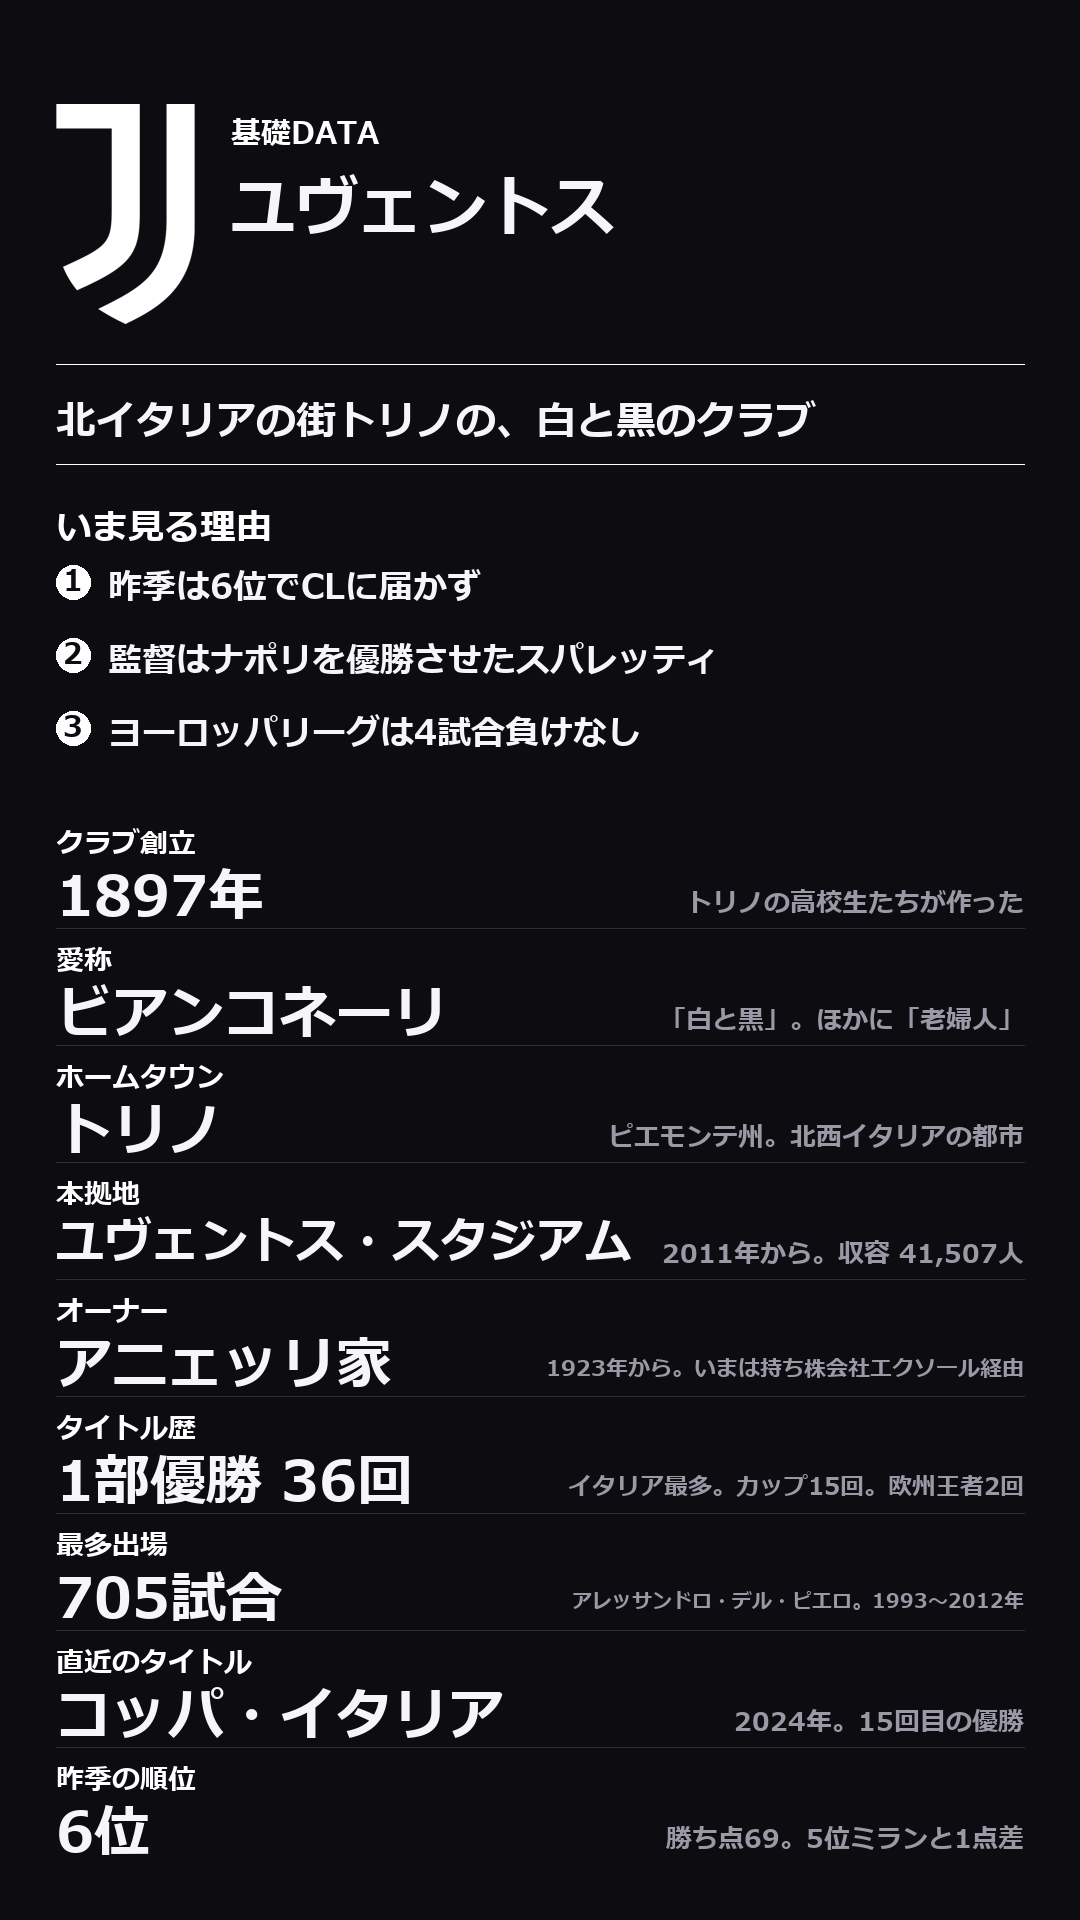 基礎DATA
ユヴェントス
北イタリアの街トリノの、白と黒のクラブ
いま見る理由
1 昨季は6位でCLに届かず
2 監督はナポリを優勝させたスパレッティ
3 ヨーロッパリーグは4試合負けなし
クラブ創立
1897年 トリノの高校生たちが作った
愛称
ビアンコネーリ 「白と黒」。ほかに「老婦人」
ホームタウン
トリノ ピエモンテ州。北西イタリアの都市
本拠地
ユヴェントス・スタジアム 2011年から。収容 41,507人
オーナー
アニェッリ家 1923年から。いまは持ち株会社エクソール経由
タイトル歴
1部優勝 36回 イタリア最多。カップ15回。欧州王者2回
最多出場
705試合 アレッサンドロ・デル・ピエロ。1993〜2012年
直近のタイトル
コッパ・イタリア 2024年。15回目の優勝
昨季の順位
6位 勝ち点69。5位ミランと1点差